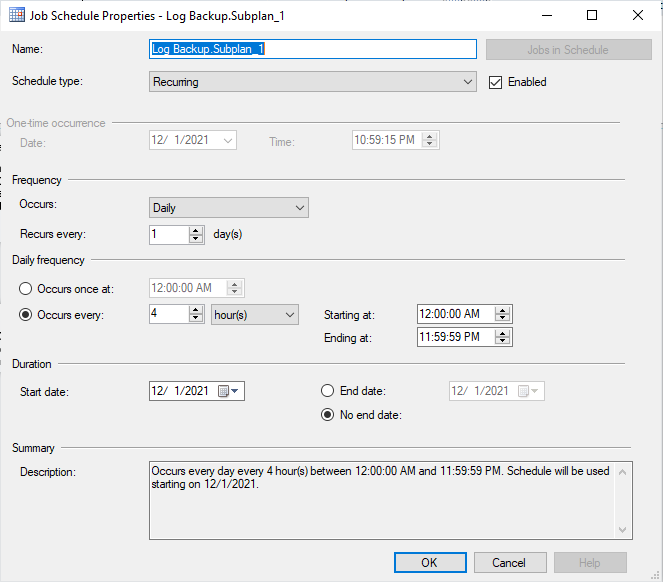 Job Schedule Properties - Log Backup.Subplan_1
Name: Log Backup.Subplan_1 Jobs in Schedule
Schedule type: Recurring Enabled
One-time occurrence
Date: 12/ 1/2021 Time: 10:59:15 PM
Frequency
Occurs: Daily
Recurs every: 1 day(s)
Daily frequency
Occurs once at: 12:00:00 AM
Occurs every: 4 hour(s) Starting at: 12:00:00 AM
Ending at: 11:59:59 PM
Duration
Start date: 12/ 1/2021 End date: 12/ 1/2021
No end date:
Summary
Description: Occurs every day every 4 hour(s) between 12:00:00 AM and 11:59:59 PM. Schedule will be used
starting on 12/1/2021.
OK Cancel Help